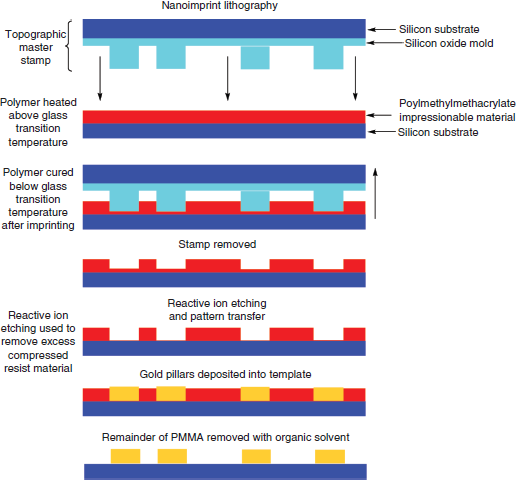 Nanoimprint lithography
Topographic
master
stamp
Silicon substrate
Silicon oxide mold
Polymer heated
above glass
transition
temperature
Poylmethylmethacrylate
impressionable material
Silicon substrate
Polymer cured
below glass
transition
temperature
after imprinting
Stamp removed
Reactive ion etching
and pattern transfer
Reactive ion
etching used to
remove excess
compressed
resist material
Gold pillars deposited into template
Remainder of PMMA removed with organic solvent